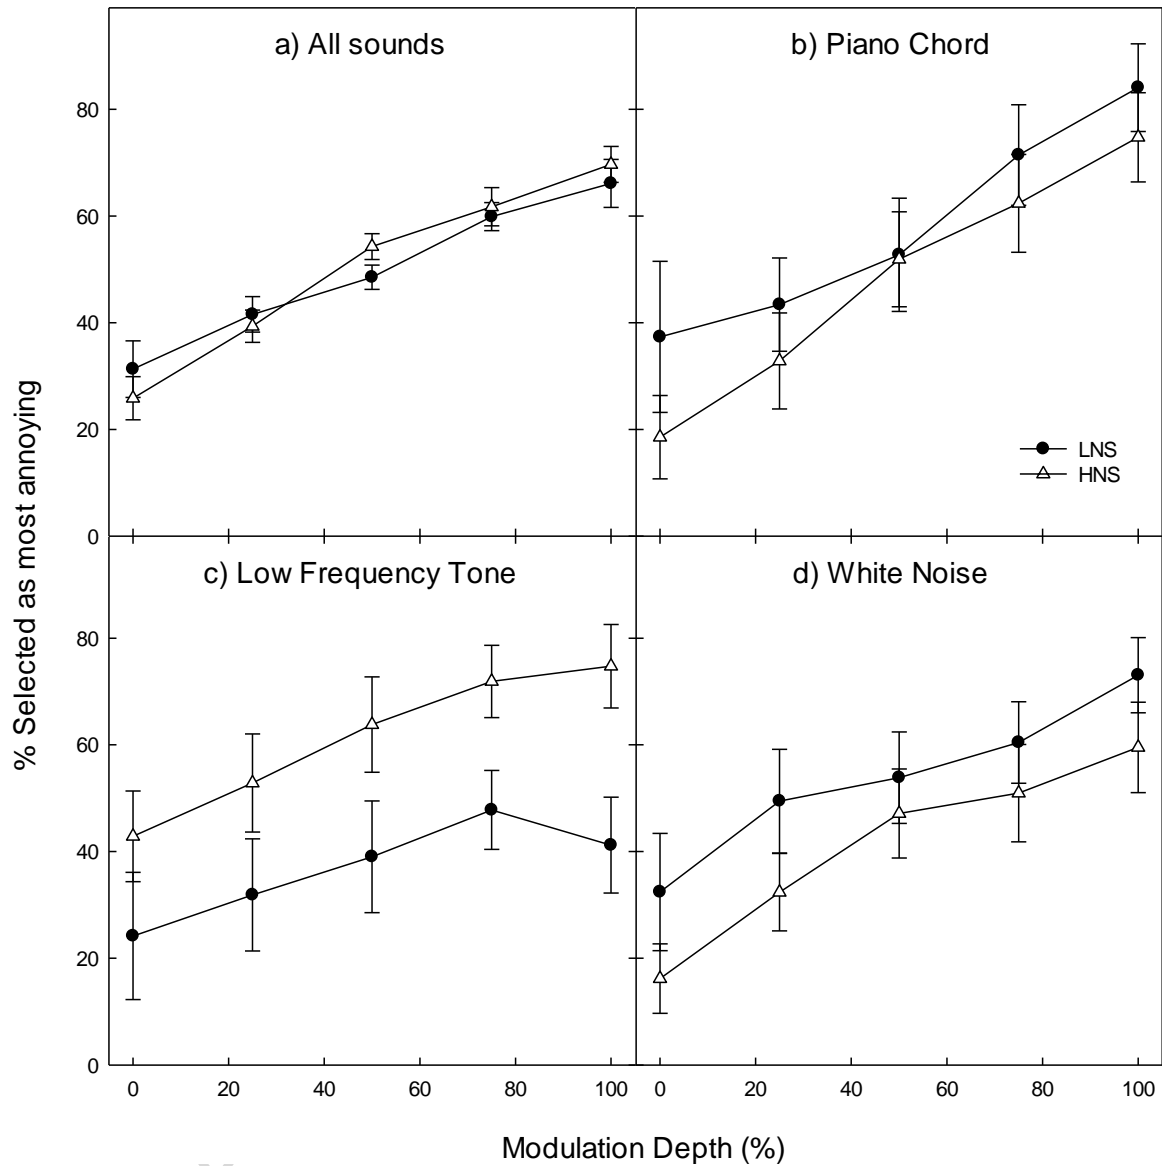 a) All sounds
b) Piano Chord
80
60
40
20
0
LNS
HNS
% Selected as most annoying
c) Low Frequency Tone
d) White Noise
80
60
40
20
0
0 20 40 60 80 100
0 20 40 60 80 100
Modulation Depth (%)